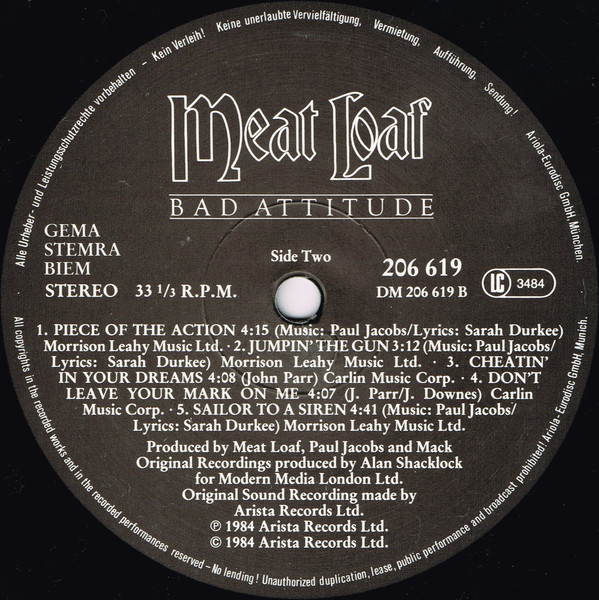 Alle Urheber- und Leistungsschutzrechte vorbehalten - Kein Verleih! Keine unerlaubte Vervielfältigung, Vermietung, Aufführung, Sendung! Ariola-Eurodisc GmbH, München.
Meat Loaf
BAD ATTITUDE
GEMA
STEMRA
BIEM
STEREO 33 1/3 R.P.M.
Side Two
206 619
DM 206 619 B
LC 3484
1. PIECE OF THE ACTION 4:15 (Music: Paul Jacobs/Lyrics: Sarah Durkee)
Morrison Leahy Music Ltd. · 2. JUMPIN' THE GUN 3:12 (Music: Paul Jacobs/
Lyrics: Sarah Durkee) Morrison Leahy Music Ltd. · 3. CHEATIN'
IN YOUR DREAMS 4:08 (John Parr) Carlin Music Corp. · 4. DON'T
LEAVE YOUR MARK ON ME 4:07 (J. Parr/J. Downes) Carlin
Music Corp. · 5. SAILOR TO A SIREN 4:41 (Music: Paul Jacobs/
Lyrics: Sarah Durkee) Morrison Leahy Music Ltd.
Produced by Meat Loaf, Paul Jacobs and Mack
Original Recordings produced by Alan Shacklock
for Modern Media London Ltd.
Original Sound Recording made by
Arista Records Ltd.
℗ 1984 Arista Records Ltd.
© 1984 Arista Records Ltd.
All copyrights in the recorded works and in the recorded performances reserved - No lending! Unauthorized duplication, lease, public performance and broadcast prohibited! Ariola-Eurodisc GmbH, Munich.